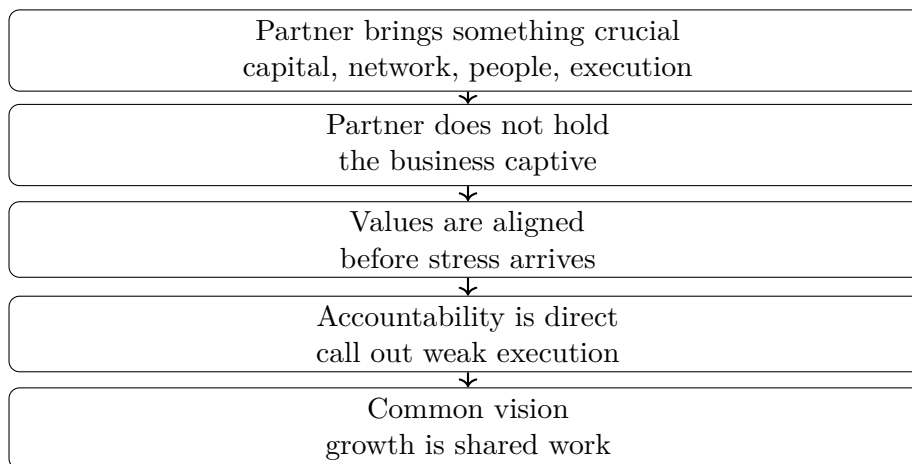 Partner brings something crucial
capital, network, people, execution
Partner does not hold
the business captive
Values are aligned
before stress arrives
Accountability is direct
call out weak execution
Common vision
growth is shared work